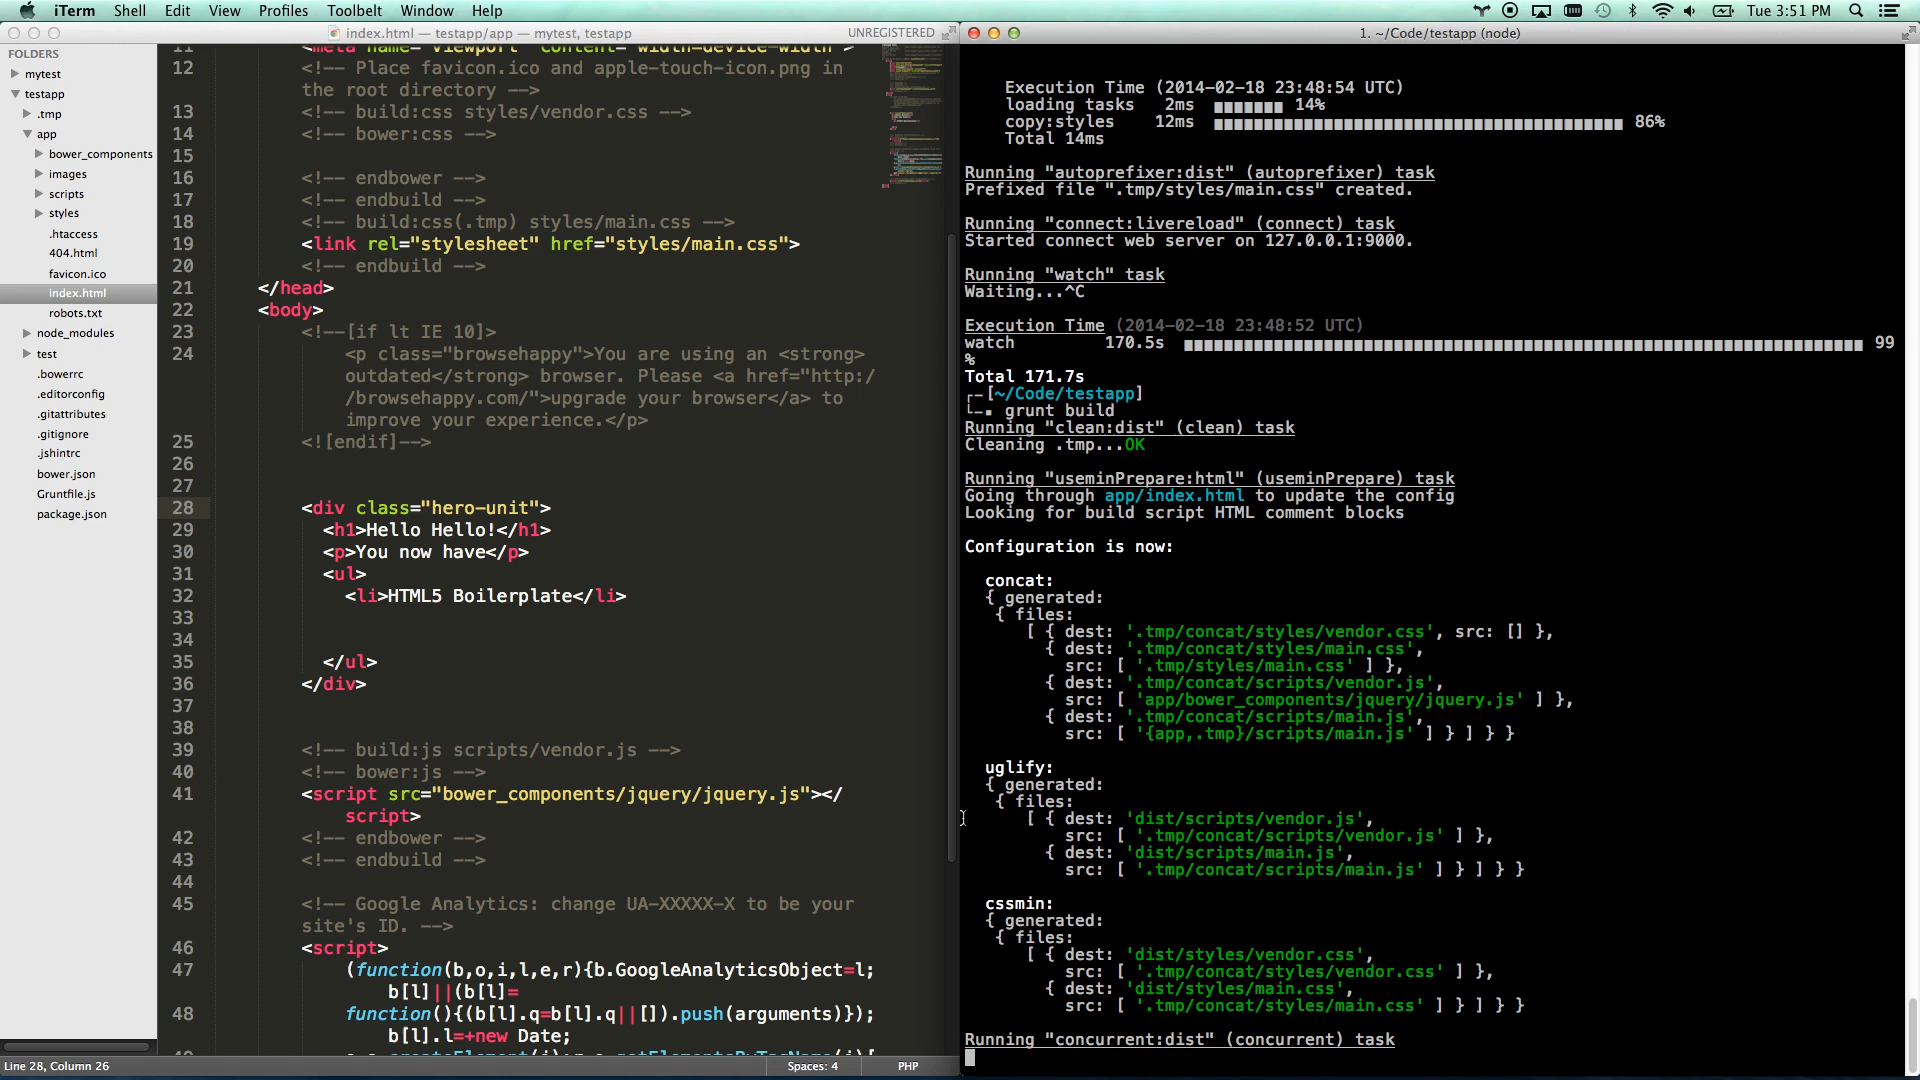 iTerm Shell Edit View Profiles Toolbelt Window Help Tue 3:51 PM
index.html — testapp/app — mytest, testapp UNREGISTERED
FOLDERS
mytest
testapp
.tmp
app
bower_components
images
scripts
styles
.htaccess
404.html
favicon.ico
index.html
robots.txt
node_modules
test
.bowerrc
.editorconfig
.gitattributes
.gitignore
.jshintrc
bower.json
Gruntfile.js
package.json
11 <meta name="viewport" content="width=device-width">
12 <!-- Place favicon.ico and apple-touch-icon.png in
the root directory -->
13 <!-- build:css styles/vendor.css -->
14 <!-- bower:css -->
15
16 <!-- endbower -->
17 <!-- endbuild -->
18 <!-- build:css(.tmp) styles/main.css -->
19 <link rel="stylesheet" href="styles/main.css">
20 <!-- endbuild -->
21 </head>
22 <body>
23 <!--[if lt IE 10]>
24 <p class="browsehappy">You are using an <strong>
outdated</strong> browser. Please <a href="http:/
/browsehappy.com/">upgrade your browser</a> to
improve your experience.</p>
25 <![endif]-->
26
27
28 <div class="hero-unit">
29 <h1>Hello Hello!</h1>
30 <p>You now have</p>
31 <ul>
32 <li>HTML5 Boilerplate</li>
33
34
35 </ul>
36 </div>
37
38
39 <!-- build:js scripts/vendor.js -->
40 <!-- bower:js -->
41 <script src="bower_components/jquery/jquery.js"></
script>
42 <!-- endbower -->
43 <!-- endbuild -->
44
45 <!-- Google Analytics: change UA-XXXXX-X to be your
site's ID. -->
46 <script>
47 (function(b,o,i,l,e,r){b.GoogleAnalyticsObject=l;
b[l]||(b[l]=
48 function(){(b[l].q=b[l].q||[]).push(arguments)});
b[l].l=+new Date;
Line 28, Column 26 Spaces: 4 PHP
1. ~/Code/testapp (node)
Execution Time (2014-02-18 23:48:54 UTC)
loading tasks 2ms 14%
copy:styles 12ms 86%
Total 14ms
Running "autoprefixer:dist" (autoprefixer) task
Prefixed file ".tmp/styles/main.css" created.
Running "connect:livereload" (connect) task
Started connect web server on 127.0.0.1:9000.
Running "watch" task
Waiting...^C
Execution Time (2014-02-18 23:48:52 UTC)
watch 170.5s 99
%
Total 171.7s
[~/Code/testapp]
grunt build
Running "clean:dist" (clean) task
Cleaning .tmp...OK
Running "useminPrepare:html" (useminPrepare) task
Going through app/index.html to update the config
Looking for build script HTML comment blocks
Configuration is now:
concat:
{ generated:
{ files:
[ { dest: '.tmp/concat/styles/vendor.css', src: [] },
{ dest: '.tmp/concat/styles/main.css',
src: [ '.tmp/styles/main.css' ] },
{ dest: '.tmp/concat/scripts/vendor.js',
src: [ 'app/bower_components/jquery/jquery.js' ] },
{ dest: '.tmp/concat/scripts/main.js',
src: [ '{app,.tmp}/scripts/main.js' ] } ] } }
uglify:
{ generated:
{ files:
[ { dest: 'dist/scripts/vendor.js',
src: [ '.tmp/concat/scripts/vendor.js' ] },
{ dest: 'dist/scripts/main.js',
src: [ '.tmp/concat/scripts/main.js' ] } ] } }
cssmin:
{ generated:
{ files:
[ { dest: 'dist/styles/vendor.css',
src: [ '.tmp/concat/styles/vendor.css' ] },
{ dest: 'dist/styles/main.css',
src: [ '.tmp/concat/styles/main.css' ] } ] } }
Running "concurrent:dist" (concurrent) task